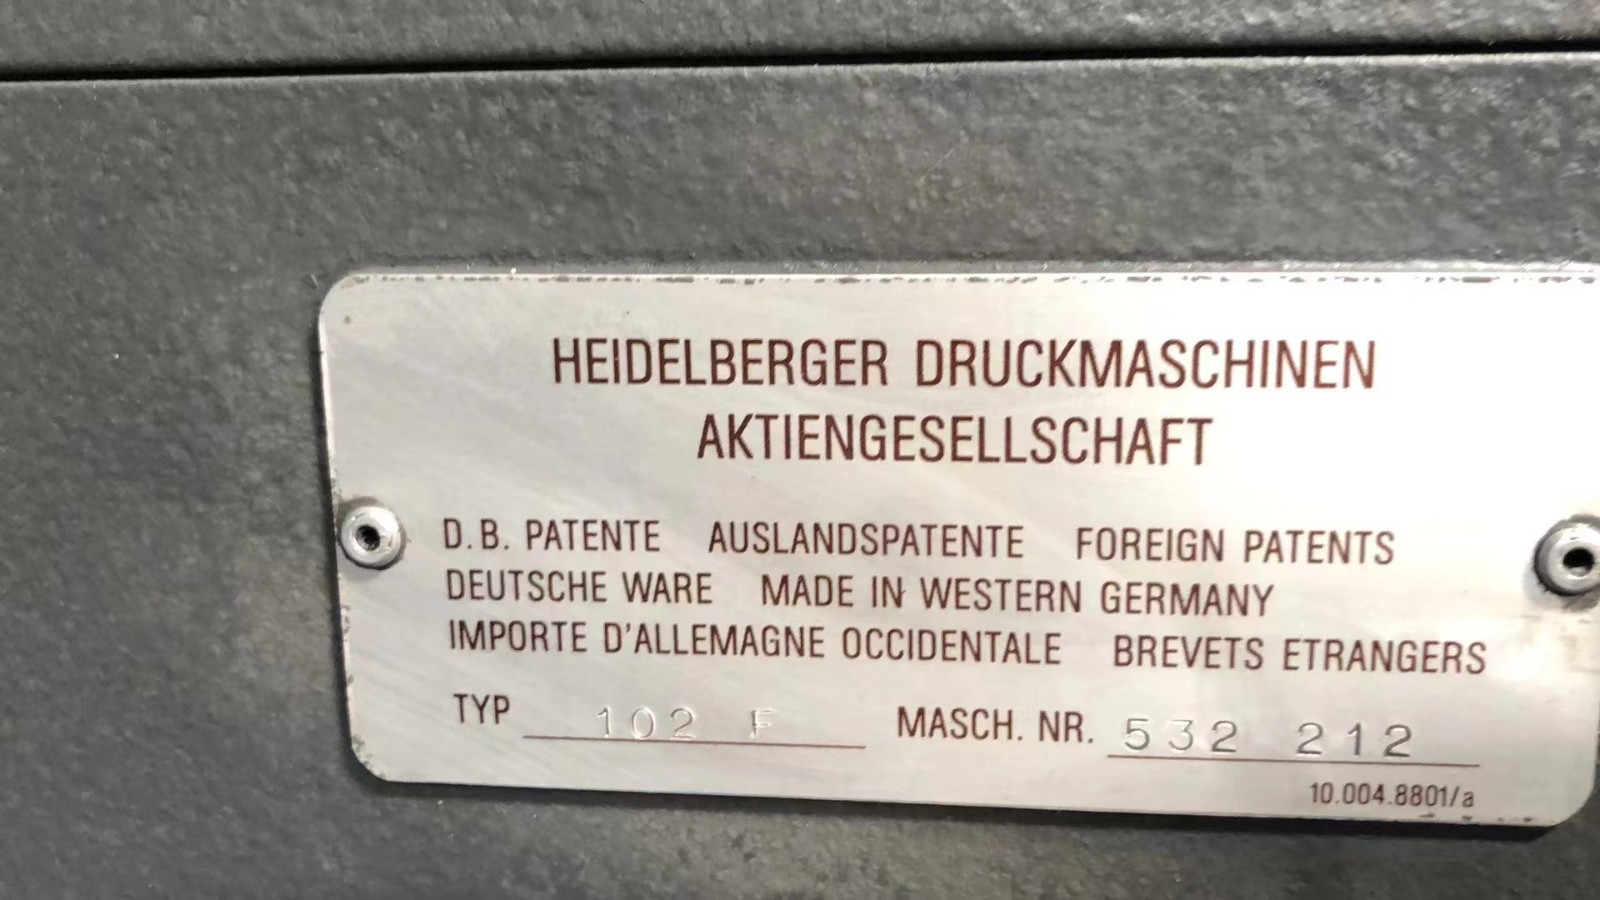 HEIDELBERGER DRUCKMASCHINEN
AKTIENGESELLSCHAFT
D.B. PATENTE AUSLANDSPATENTE FOREIGN PATENTS
DEUTSCHE WARE MADE IN WESTERN GERMANY
IMPORTE D'ALLEMAGNE OCCIDENTALE BREVETS ETRANGERS
TYP 102 F MASCH. NR. 532 212
10.004.8801/a